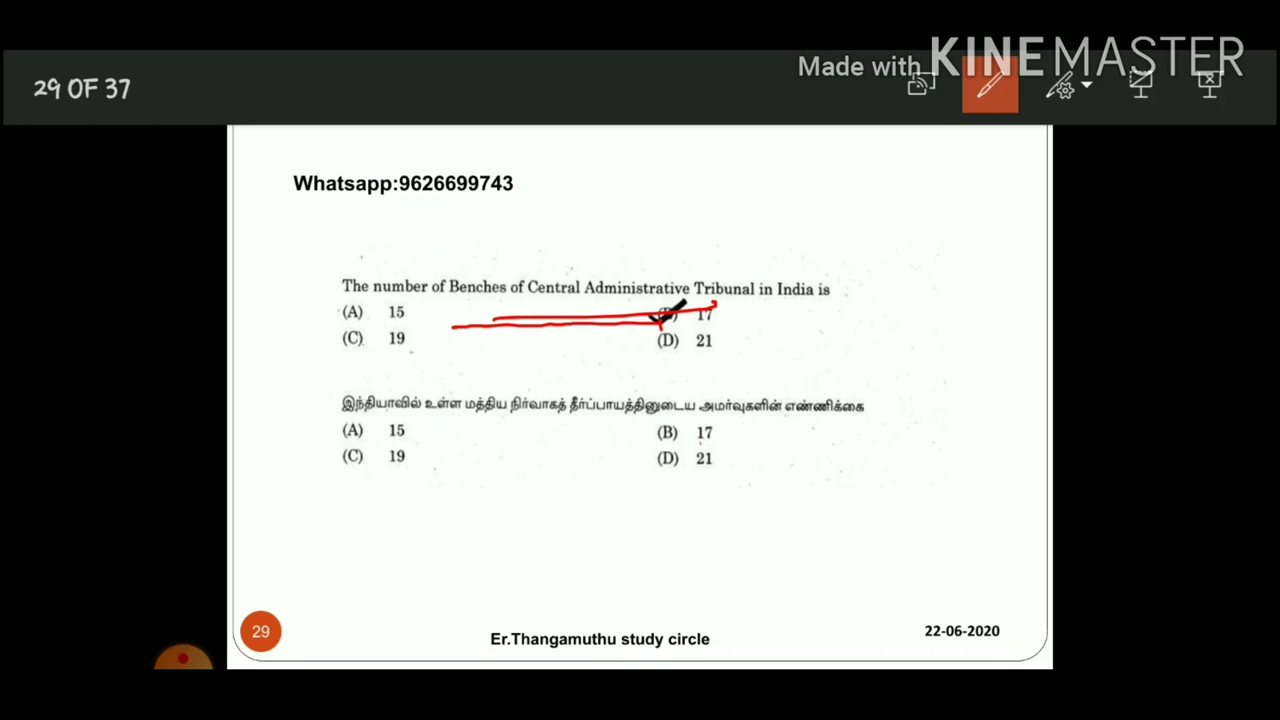 Made with KINEMASTER
29 OF 37
Whatsapp:9626699743
The number of Benches of Central Administrative Tribunal in India is
(A) 15 (B) 17
(C) 19 (D) 21
இந்தியாவில் உள்ள மத்திய நிர்வாகத் தீர்ப்பாயத்தினுடைய அமர்வுகளின் எண்ணிக்கை
(A) 15 (B) 17
(C) 19 (D) 21
29
Er.Thangamuthu study circle
22-06-2020